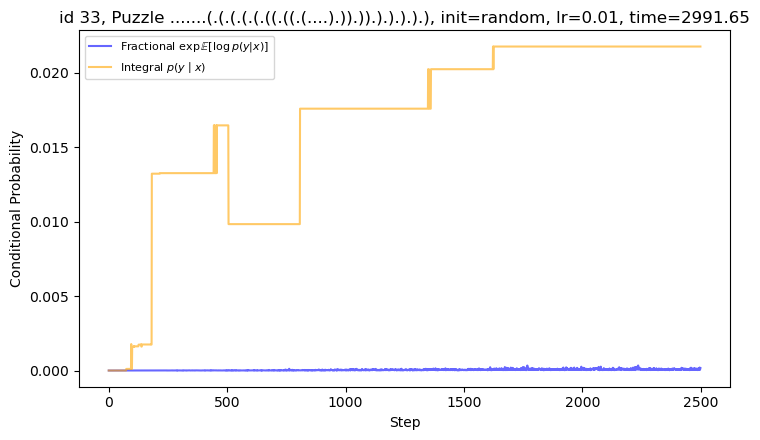 id 33, Puzzle .......(.(.(.(.(.((.((.(....).)).)).).).).).).), init=random, lr=0.01, time=2991.65
Fractional exp𝔼[log p(y|x)]
Integral p(y | x)
Conditional Probability
0.020
0.015
0.010
0.005
0.000
0
500
1000
1500
2000
2500
Step